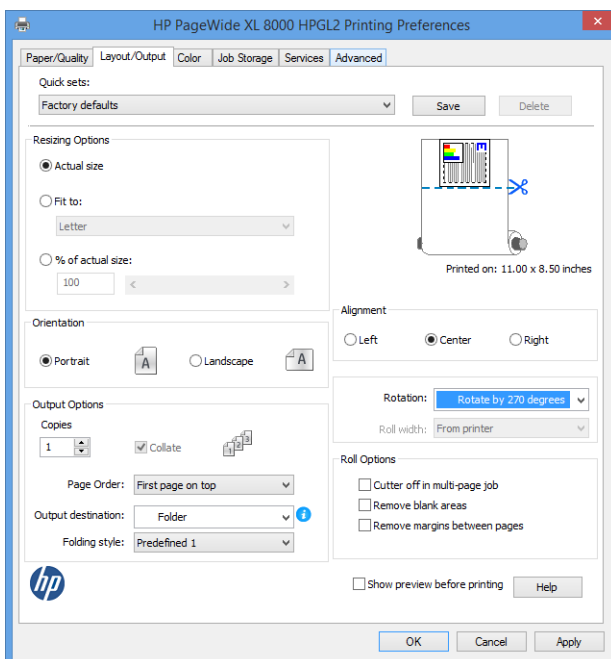 HP PageWide XL 8000 HPGL2 Printing Preferences
Paper/Quality Layout/Output Color Job Storage Services Advanced
Quick sets:
Factory defaults
Save
Delete
Resizing Options
Actual size
Fit to:
Letter
% of actual size:
100
Printed on: 11.00 x 8.50 inches
Orientation
Portrait
A
Landscape
A
Alignment
Left
Center
Right
Rotation: Rotate by 270 degrees
Roll width: From printer
Output Options
Copies
1
Collate
1 2 3
Page Order: First page on top
Output destination: Folder
i
Folding style: Predefined 1
Roll Options
Cutter off in multi-page job
Remove blank areas
Remove margins between pages
hp
Show preview before printing
Help
OK
Cancel
Apply